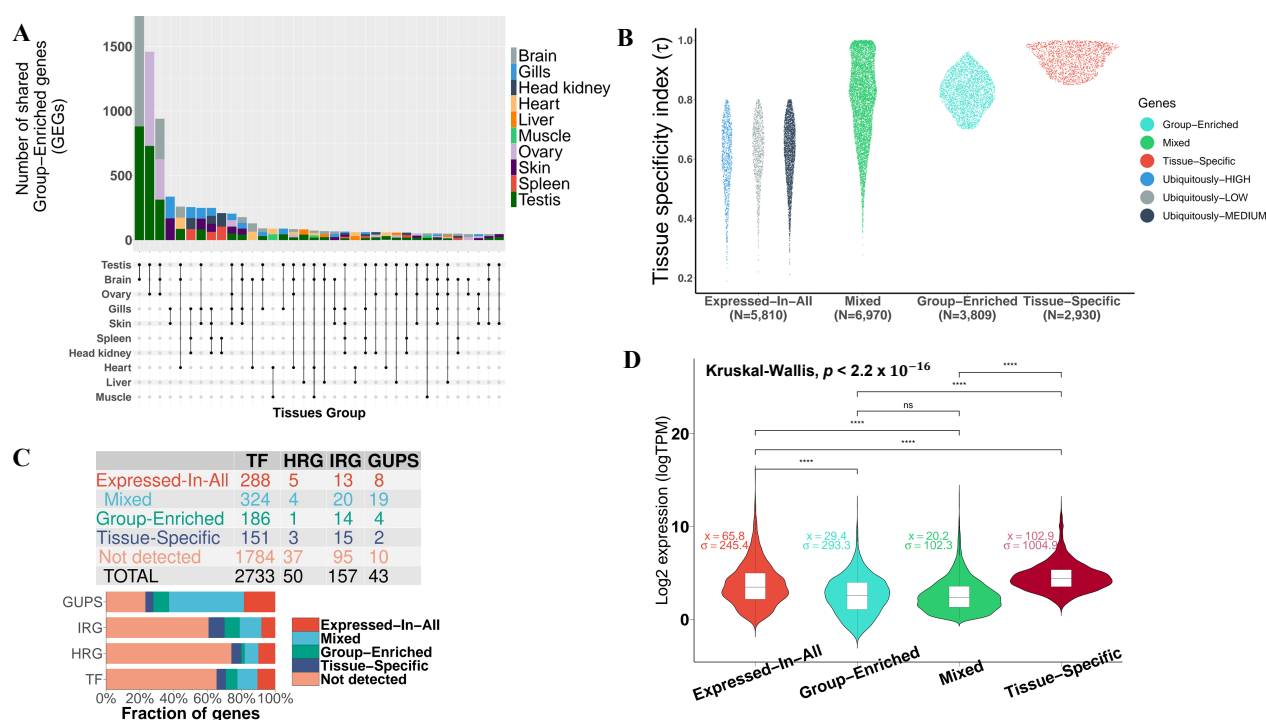 A
Number of shared
Group-Enriched genes
(GEGs)
1500
1000
500
0
Brain
Gills
Head kidney
Heart
Liver
Muscle
Ovary
Skin
Spleen
Testis
Testis
Brain
Ovary
Gills
Skin
Spleen
Head kidney
Heart
Liver
Muscle
Tissues Group
B
Tissue specificity index (τ)
1.0
0.8
0.6
0.4
0.2
Expressed-In-All
(N=5,810)
Mixed
(N=6,970)
Group-Enriched
(N=3,809)
Tissue-Specific
(N=2,930)
Genes
Group-Enriched
Mixed
Tissue-Specific
Ubiquitously-HIGH
Ubiquitously-LOW
Ubiquitously-MEDIUM
C
TF HRG IRG GUPS
Expressed-In-All 288 5 13 8
Mixed 324 4 20 19
Group-Enriched 186 1 14 4
Tissue-Specific 151 3 15 2
Not detected 1784 37 95 10
TOTAL 2733 50 157 43
GUPS
IRG
HRG
TF
0% 20% 40% 60% 80% 100%
Fraction of genes
Expressed-In-All
Mixed
Group-Enriched
Tissue-Specific
Not detected
D
Kruskal-Wallis, p < 2.2 x 10⁻¹⁶
****
****
ns
****
****
****
Log2 expression (logTPM)
20
10
0
x = 65.8
σ = 245.4
x = 29.4
σ = 293.3
x = 20.2
σ = 102.3
x = 102.9
σ = 1004.9
Expressed-In-All
Group-Enriched
Mixed
Tissue-Specific